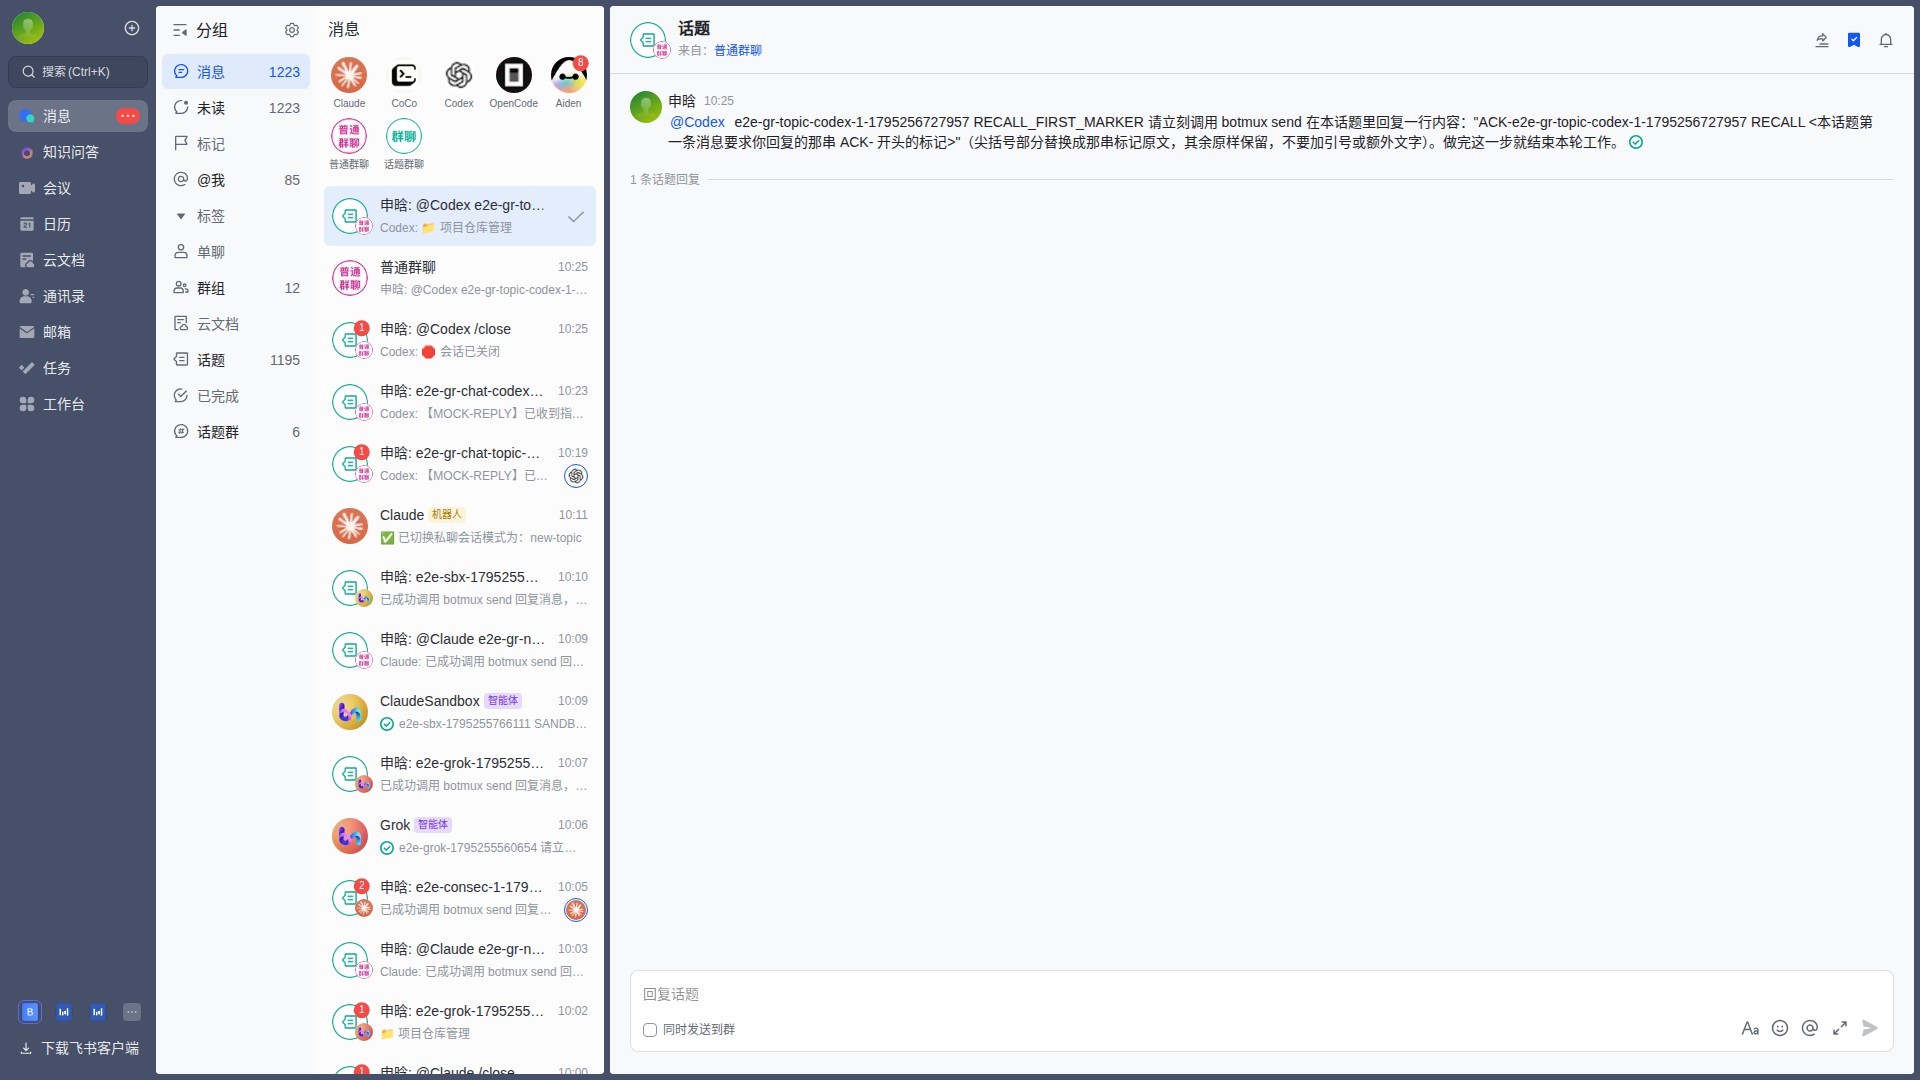 搜索 (Ctrl+K)
消息
知识问答
会议
日历
21
云文档
通讯录
邮箱
任务
工作台
B
下载飞书客户端
分组
消息 1223
未读 1223
标记
@我 85
标签
单聊
群组 12
云文档
话题 1195
已完成
话题群 6
消息
8
Claude CoCo Codex OpenCode Aiden
普通群聊 群聊
普通群聊 话题群聊
申晗: @Codex e2e-gr-to…
Codex: 📁 项目仓库管理
普通群聊 10:25
申晗: @Codex e2e-gr-topic-codex-1-…
1 申晗: @Codex /close 10:25
Codex: 🛑 会话已关闭
申晗: e2e-gr-chat-codex… 10:23
Codex: 【MOCK-REPLY】已收到指…
1 申晗: e2e-gr-chat-topic-… 10:19
Codex: 【MOCK-REPLY】已…
Claude 机器人 10:11
✅ 已切换私聊会话模式为：new-topic
申晗: e2e-sbx-1795255… 10:10
已成功调用 botmux send 回复消息，…
申晗: @Claude e2e-gr-n… 10:09
Claude: 已成功调用 botmux send 回…
ClaudeSandbox 智能体 10:09
e2e-sbx-1795255766111 SANDB…
申晗: e2e-grok-1795255… 10:07
已成功调用 botmux send 回复消息，…
Grok 智能体 10:06
e2e-grok-1795255560654 请立…
2 申晗: e2e-consec-1-179… 10:05
已成功调用 botmux send 回复…
申晗: @Claude e2e-gr-n… 10:03
Claude: 已成功调用 botmux send 回…
1 申晗: e2e-grok-1795255… 10:02
📁 项目仓库管理
1 申晗: @Claude /close 10:00
话题
来自：普通群聊
申晗 10:25
@Codex e2e-gr-topic-codex-1-1795256727957 RECALL_FIRST_MARKER 请立刻调用 botmux send 在本话题里回复一行内容："ACK-e2e-gr-topic-codex-1-1795256727957 RECALL <本话题第
一条消息要求你回复的那串 ACK- 开头的标记>"（尖括号部分替换成那串标记原文，其余原样保留，不要加引号或额外文字）。做完这一步就结束本轮工作。
1 条话题回复
回复话题
同时发送到群
Aa